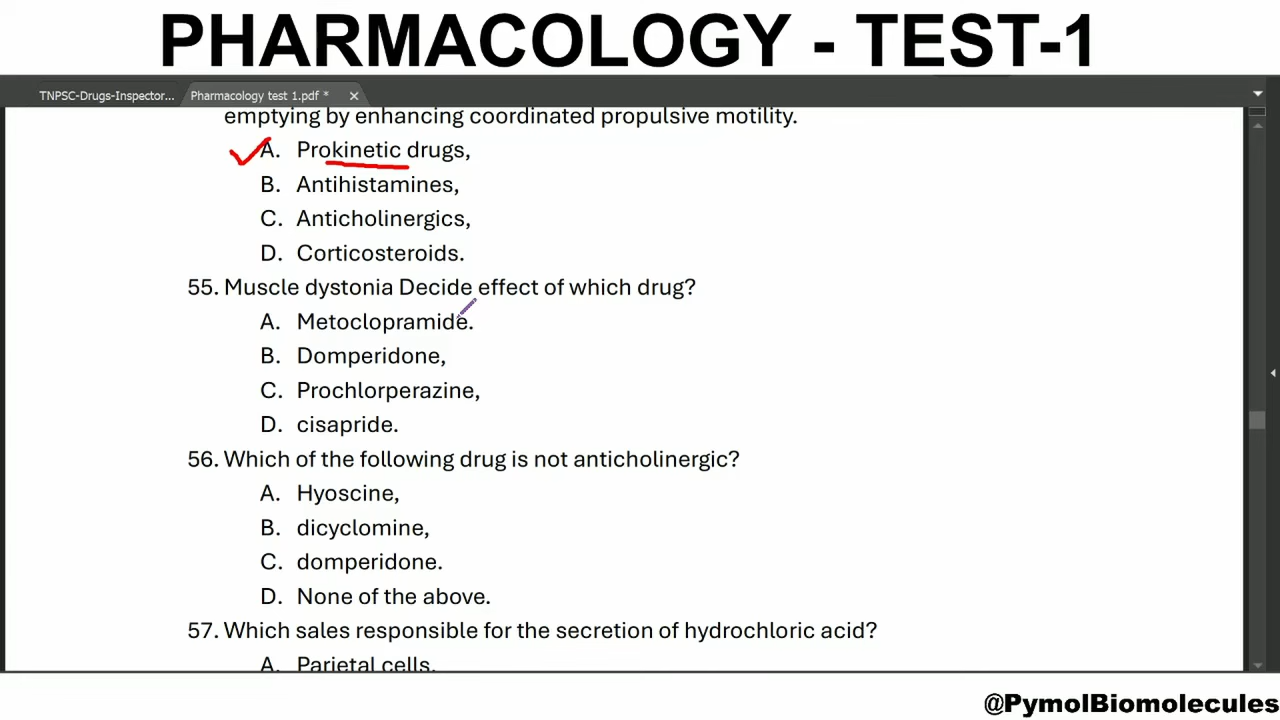 PHARMACOLOGY - TEST-1
TNPSC-Drugs-Inspector... Pharmacology test 1.pdf *
emptying by enhancing coordinated propulsive motility.
A. Prokinetic drugs,
B. Antihistamines,
C. Anticholinergics,
D. Corticosteroids.
55. Muscle dystonia Decide effect of which drug?
A. Metoclopramide.
B. Domperidone,
C. Prochlorperazine,
D. cisapride.
56. Which of the following drug is not anticholinergic?
A. Hyoscine,
B. dicyclomine,
C. domperidone.
D. None of the above.
57. Which sales responsible for the secretion of hydrochloric acid?
A. Parietal cells,
@PymolBiomolecules